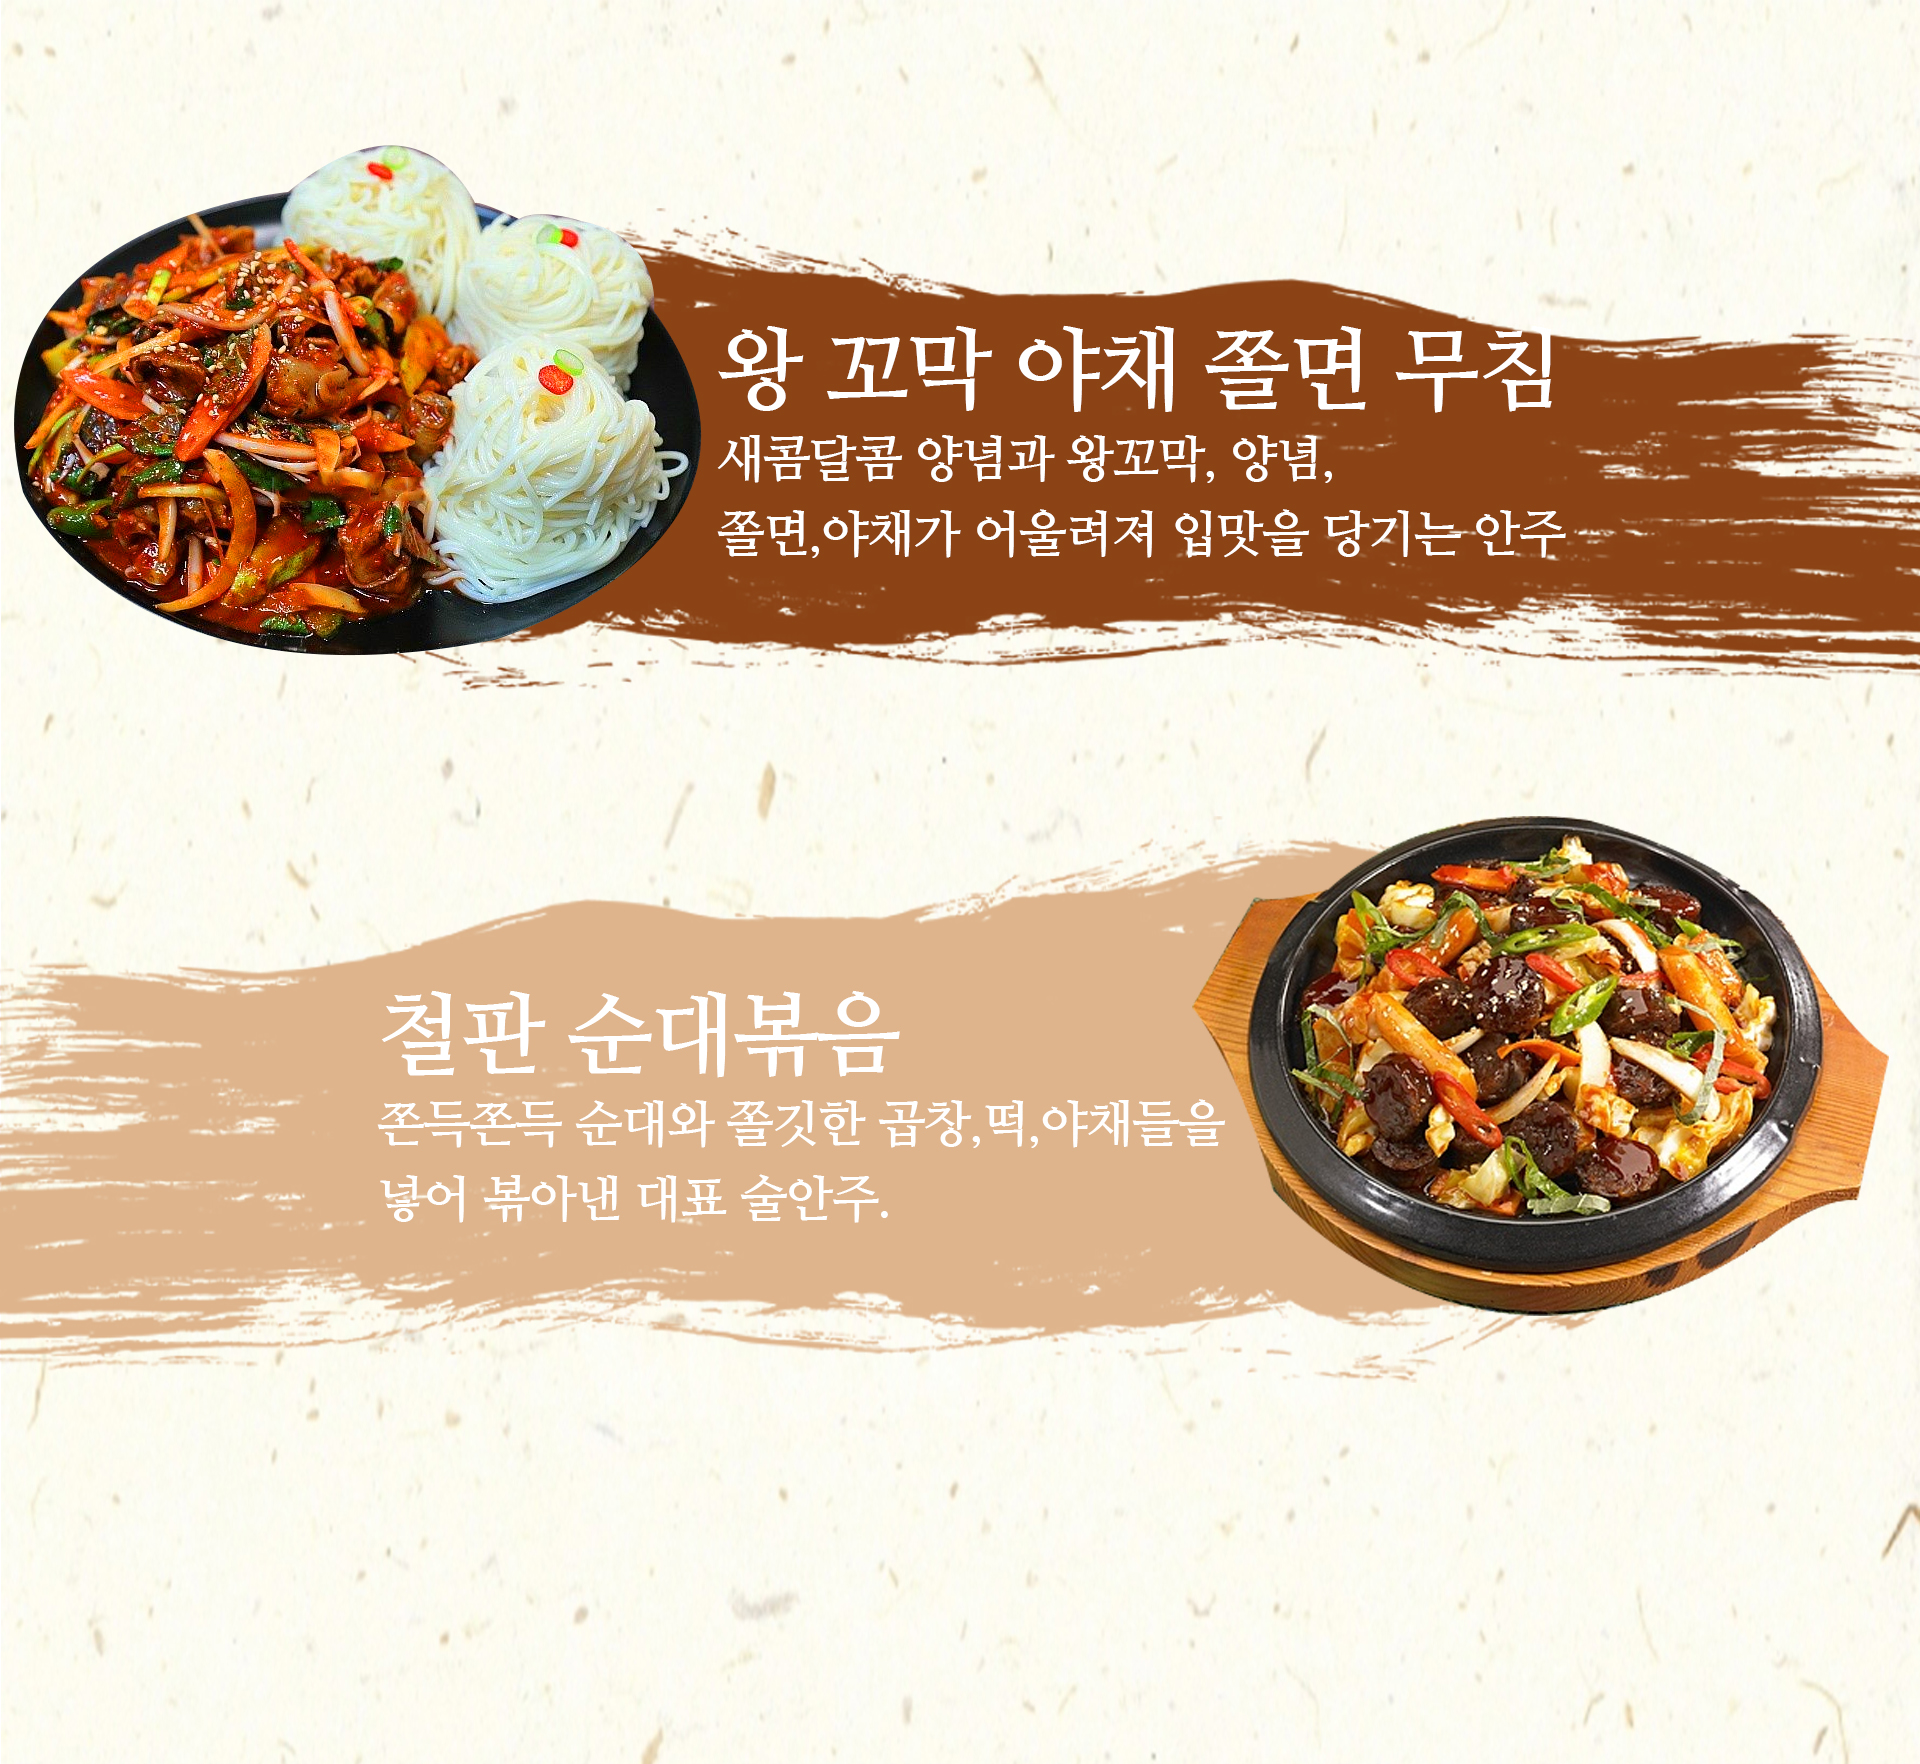 왕 꼬막 야채 쫄면 무침
새콤달콤 양념과 왕꼬막, 양념,
쫄면,야채가 어울려져 입맛을 당기는 안주
철판 순대볶음
쫀득쫀득 순대와 쫄깃한 곱창,떡,야채들을
넣어 볶아낸 대표 술안주.